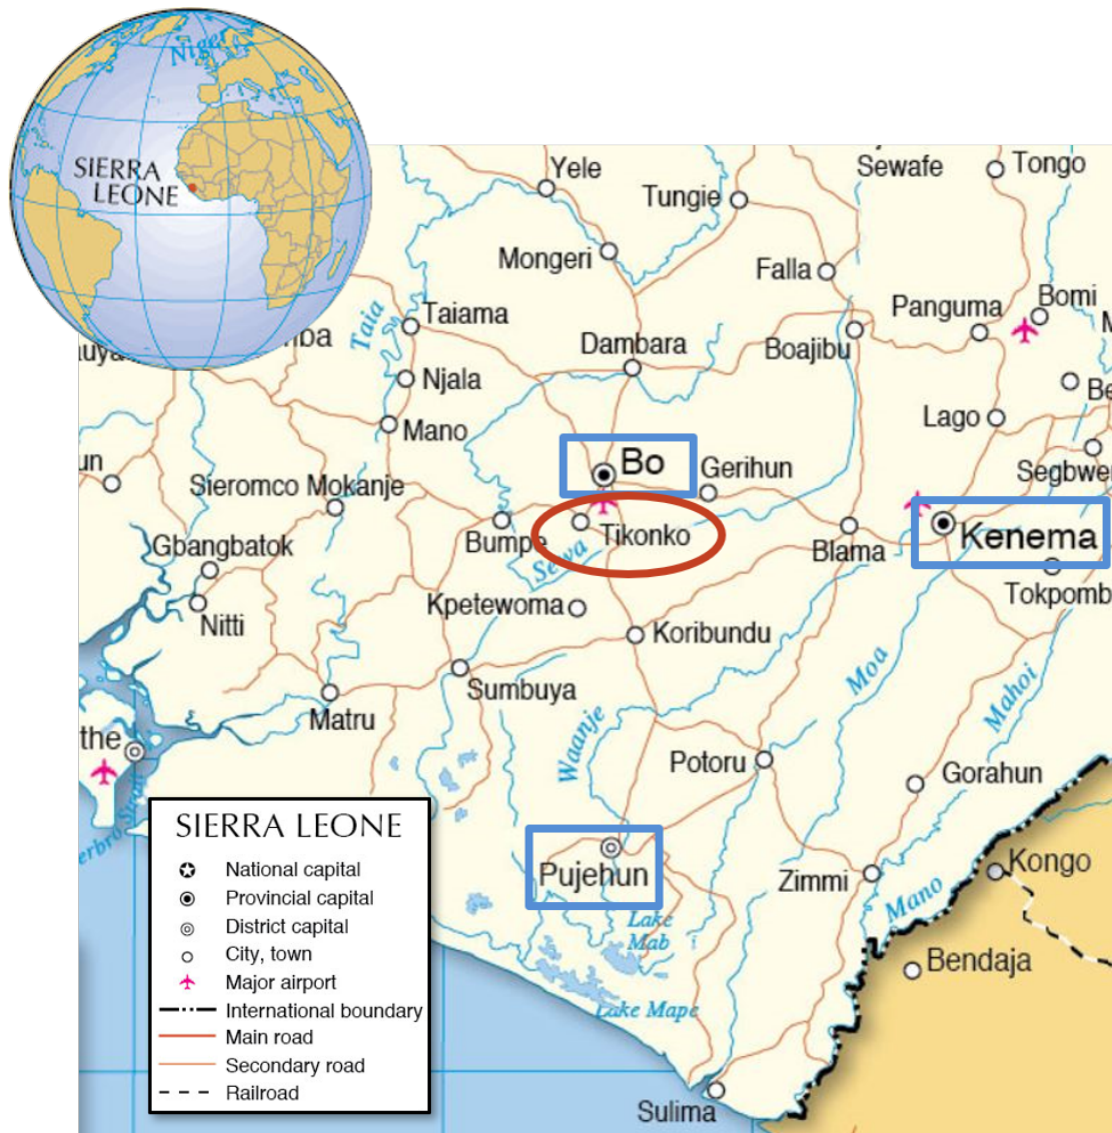 Niger
SIERRA
LEONE
Yele
Sewafe
Tongo
Tungie
Mongeri
Falla
Panguma
Bomi
Taia
Taiama
Dambara
Boajibu
Njala
Lago
Mano
Bo
Gerihun
Sieromco Mokanje
Kenema
Tikonko
Bumpe
Sewa
Blama
Gbangbatok
Nitti
Kpetewoma
Koribundu
Moa
Mahoi
Sumbuya
Matru
Waanje
Potoru
Gorahun
Pujehun
Zimmi
Kongo
Mano
Lake
Mab
Bendaja
Lake Mape
Sulima
SIERRA LEONE
National capital
Provincial capital
District capital
City, town
Major airport
International boundary
Main road
Secondary road
Railroad